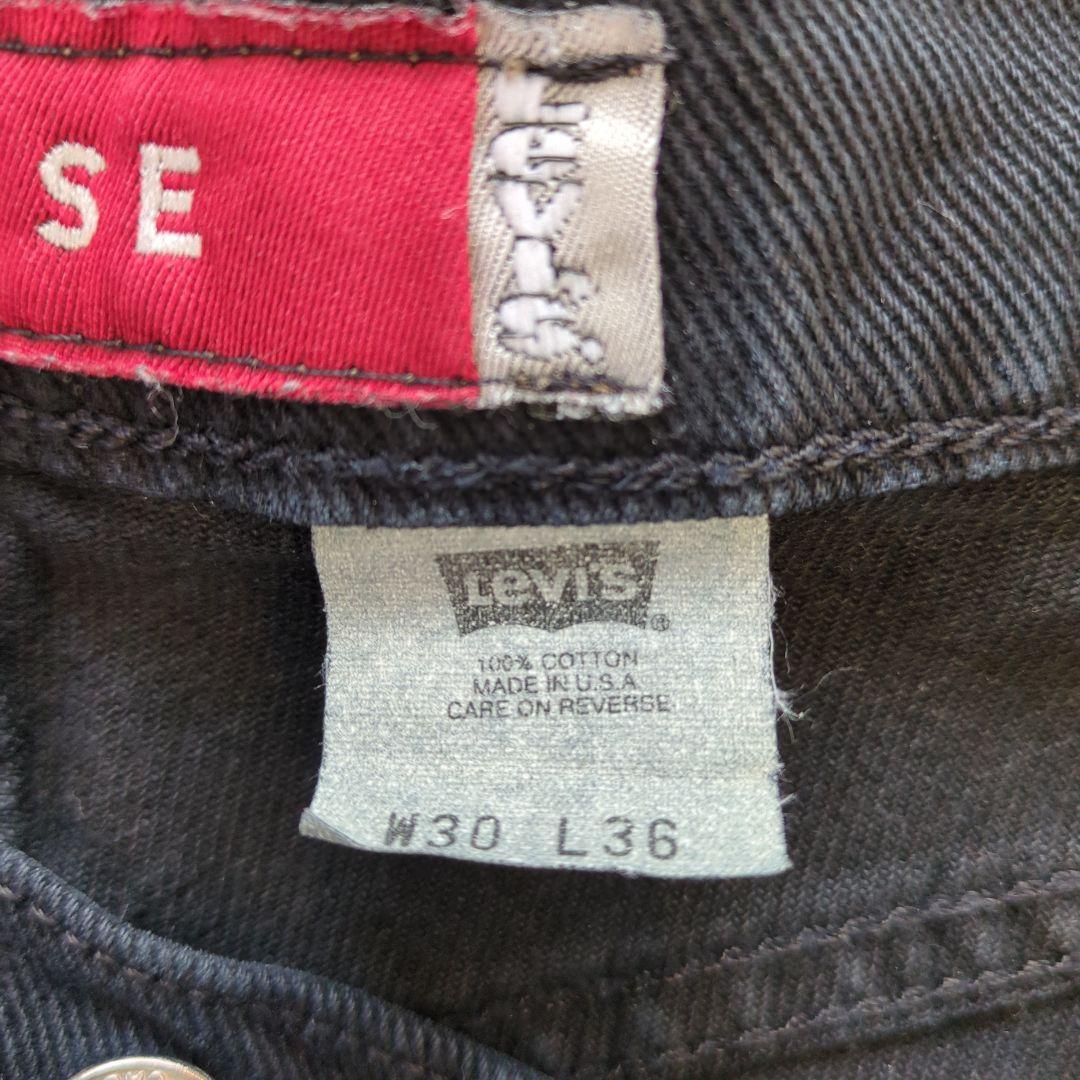 SE
LEVI'S
LEVI'S ®
100% COTTON
MADE IN U.S.A
CARE ON REVERSE
W30 L36